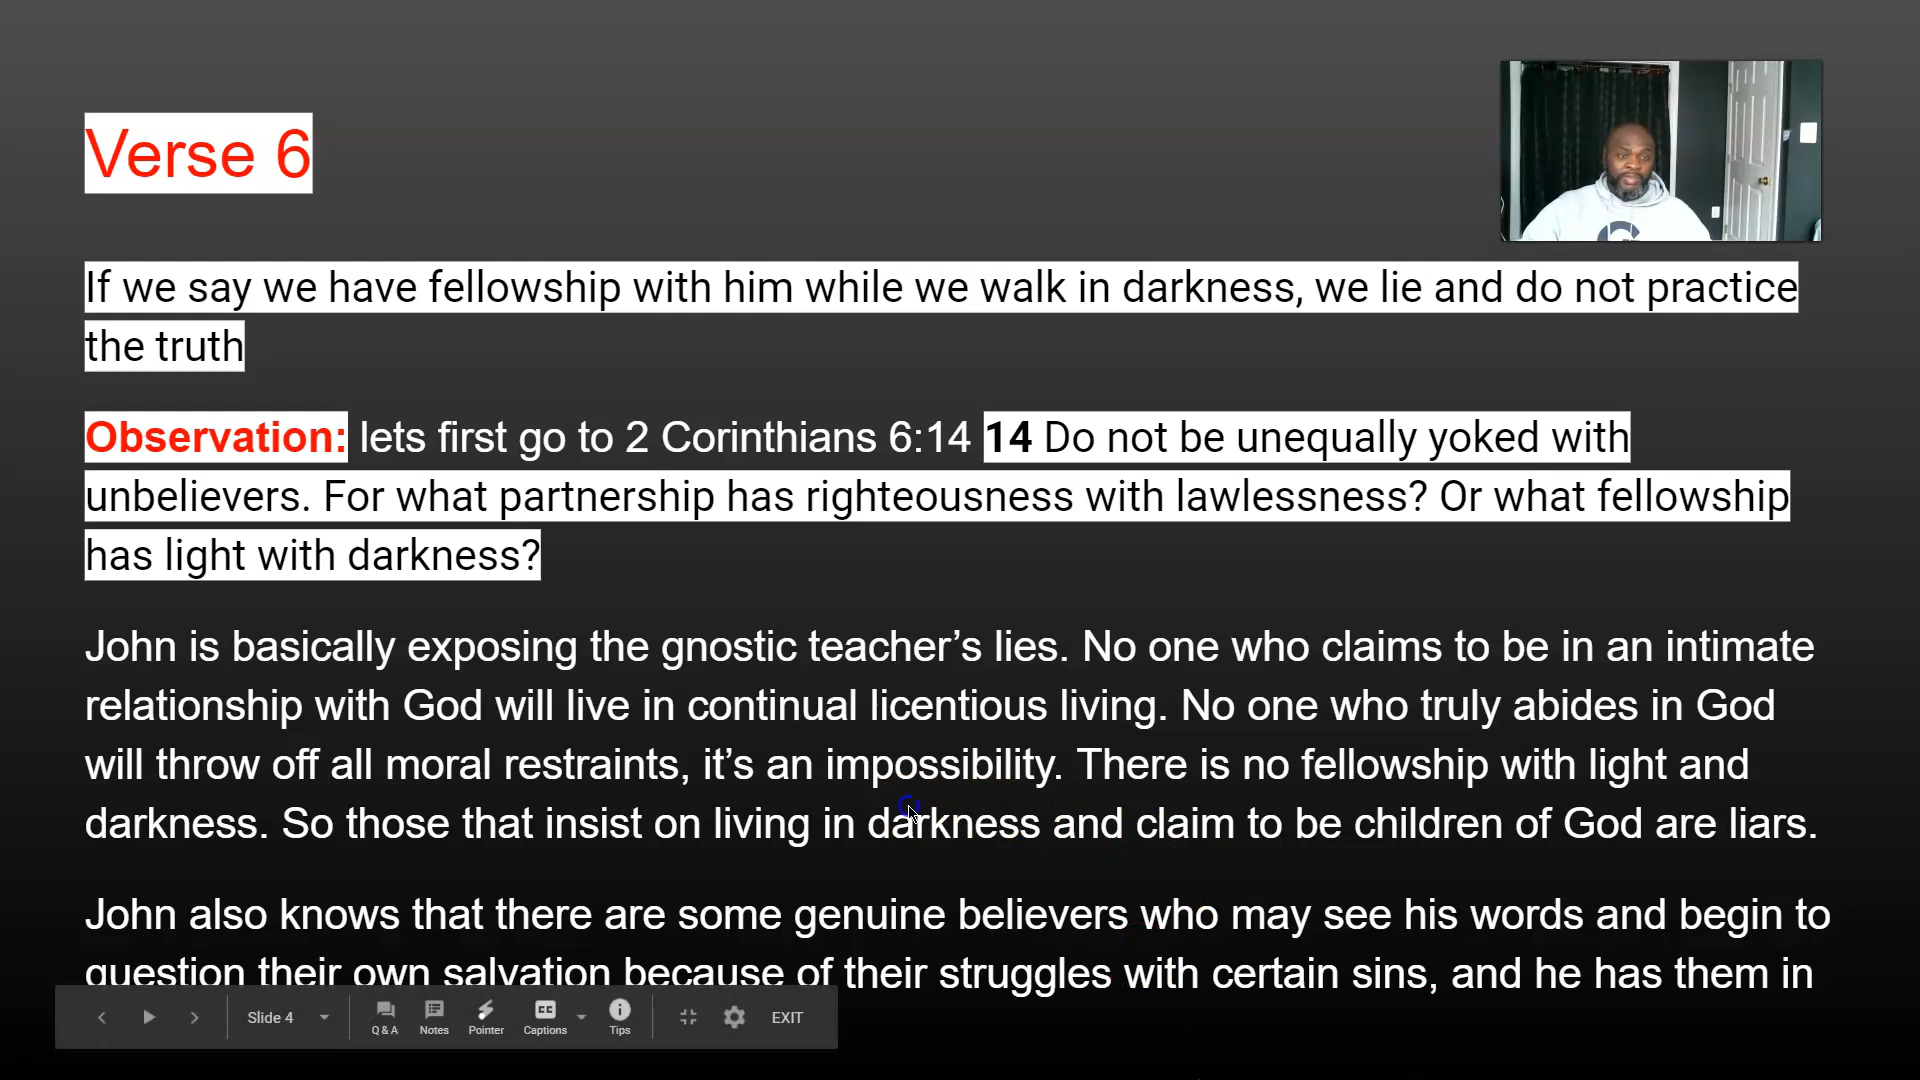 Verse 6
If we say we have fellowship with him while we walk in darkness, we lie and do not practice
the truth
Observation: lets first go to 2 Corinthians 6:14 14 Do not be unequally yoked with
unbelievers. For what partnership has righteousness with lawlessness? Or what fellowship
has light with darkness?
John is basically exposing the gnostic teacher’s lies. No one who claims to be in an intimate
relationship with God will live in continual licentious living. No one who truly abides in God
will throw off all moral restraints, it’s an impossibility. There is no fellowship with light and
darkness. So those that insist on living in darkness and claim to be children of God are liars.
John also knows that there are some genuine believers who may see his words and begin to
question their own salvation because of their struggles with certain sins, and he has them in
Slide 4
Q & A
Notes
Pointer
CC
Captions
Tips
EXIT